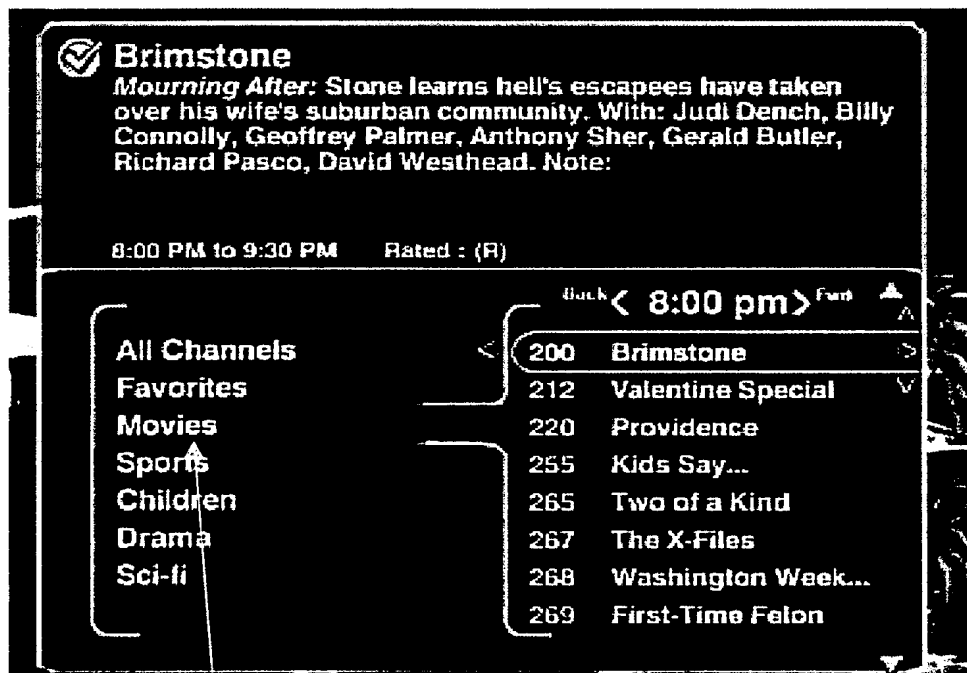 Brimstone
Mourning After: Stone learns hell's escapees have taken
over his wife's suburban community. With: Judi Dench, Billy
Connolly, Geoffrey Palmer, Anthony Sher, Gerald Butler,
Richard Pasco, David Westhead. Note:
8:00 PM to 9:30 PM Rated : (R)
Back < 8:00 pm > Fwd
All Channels
Favorites
Movies
Sports
Children
Drama
Sci-fi
200 Brimstone
212 Valentine Special
220 Providence
255 Kids Say...
265 Two of a Kind
267 The X-Files
268 Washington Week...
269 First-Time Felon